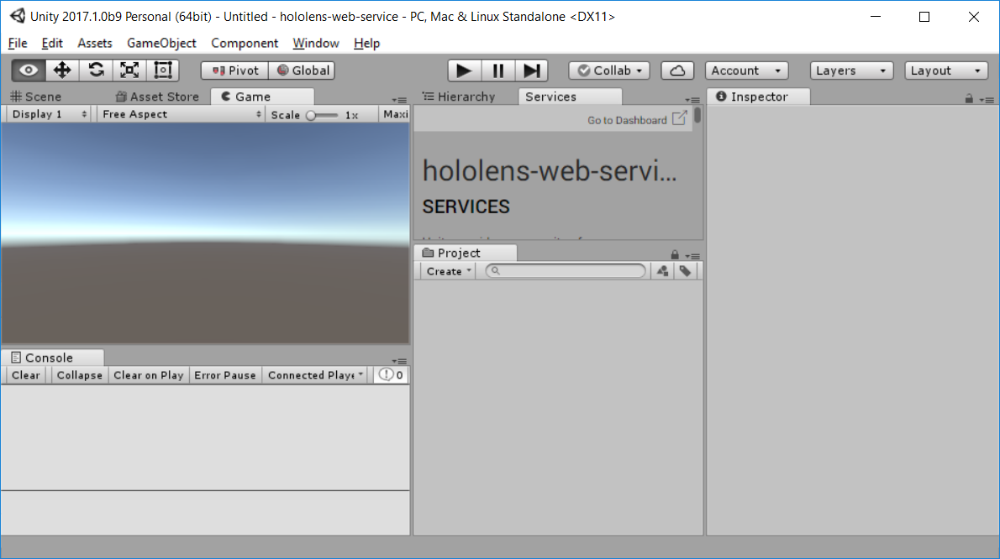 Unity 2017.1.0b9 Personal (64bit) - Untitled - hololens-web-service - PC, Mac & Linux Standalone <DX11>
File Edit Assets GameObject Component Window Help
Pivot Global Collab Account Layers Layout
Scene Asset Store Game
Display 1 Free Aspect Scale 1x Maxi
Console
Clear Collapse Clear on Play Error Pause Connected Playe 0
Hierarchy Services
Go to Dashboard
hololens-web-servi...
SERVICES
Project
Create
Inspector